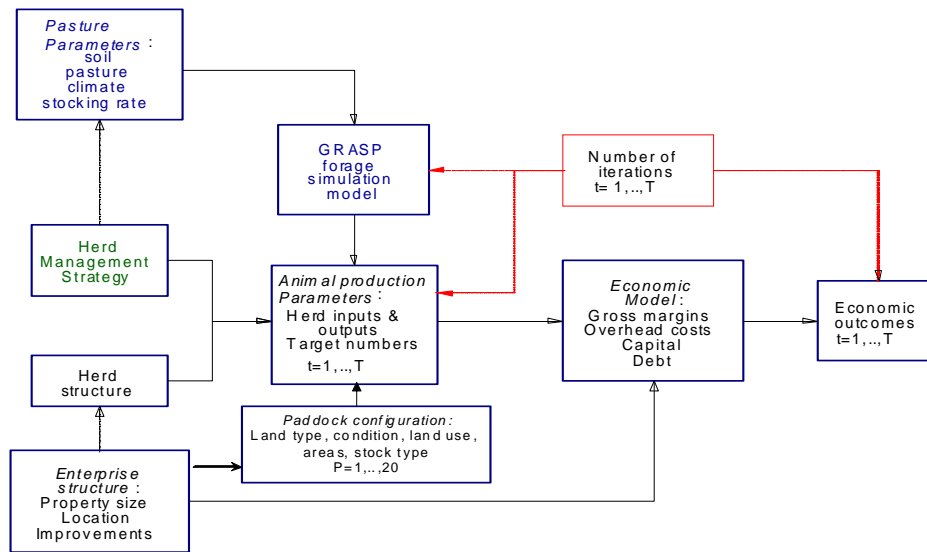 Pasture
Parameters :
soil
pasture
climate
stocking rate
GRASP
forage
simulation
model
Number of
iterations
t= 1,..,T
Herd
Management
Strategy
Animal production
Parameters :
Herd inputs &
outputs
Target numbers
t=1,..,T
Economic
Model :
Gross margins
Overhead costs
Capital
Debt
Economic
outcomes
t=1,..,T
Herd
structure
Paddock configuration:
Land type, condition, land use,
areas, stock type
P=1,..,20
Enterprise
structure :
Property size
Location
Improvements